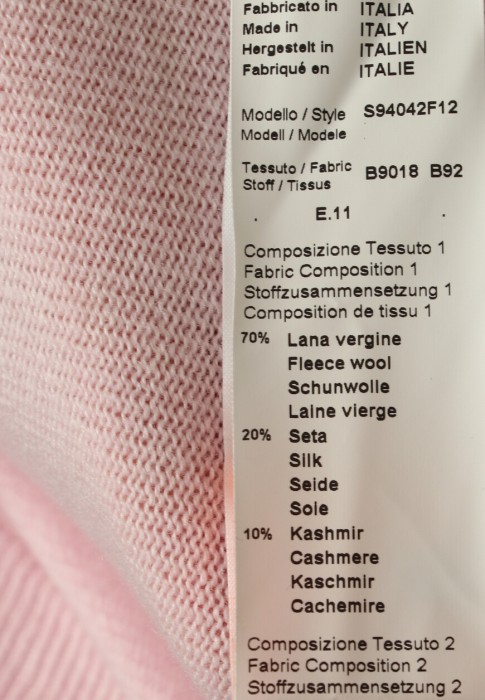 Fabbricato in ITALIA
Made in ITALY
Hergestelt in ITALIEN
Fabriqué en ITALIE
Modello / Style S94042F12
Modell / Modele
Tessuto / Fabric B9018 B92
Stoff / Tissus
E.11
Composizione Tessuto 1
Fabric Composition 1
Stoffzusammensetzung 1
Composition de tissu 1
70% Lana vergine
Fleece wool
Schunwolle
Laine vierge
20% Seta
Silk
Seide
Soie
10% Kashmir
Cashmere
Kaschmir
Cachemire
Composizione Tessuto 2
Fabric Composition 2
Stoffzusammensetzung 2